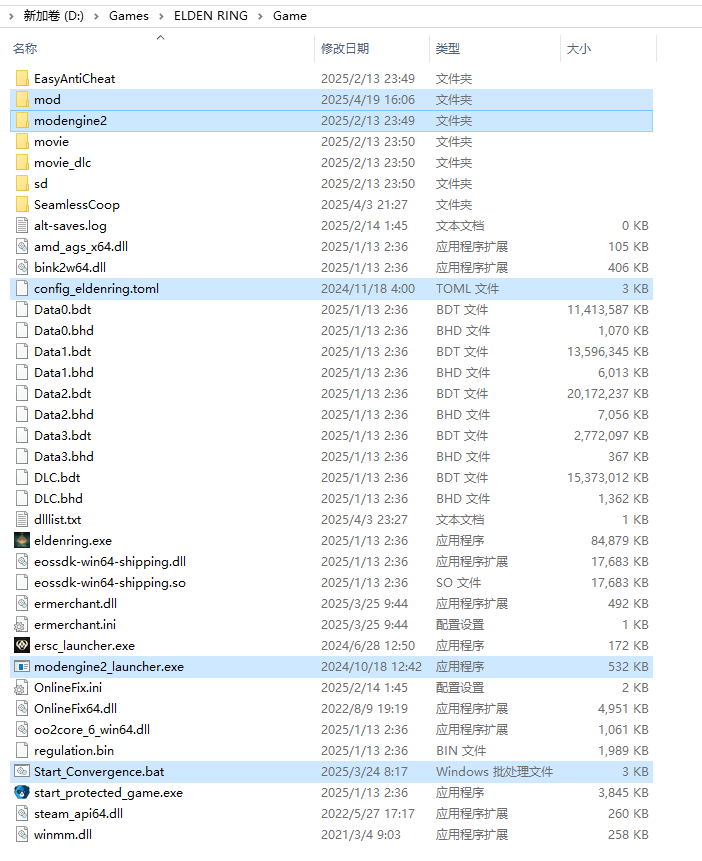 新加卷 (D:) > Games > ELDEN RING > Game
名称 修改日期 类型 大小
EasyAntiCheat 2025/2/13 23:49 文件夹
mod 2025/4/19 16:06 文件夹
modengine2 2025/2/13 23:49 文件夹
movie 2025/2/13 23:50 文件夹
movie_dlc 2025/2/13 23:50 文件夹
sd 2025/2/13 23:50 文件夹
SeamlessCoop 2025/4/3 21:27 文件夹
alt-saves.log 2025/2/14 1:45 文本文档 0 KB
amd_ags_x64.dll 2025/1/13 2:36 应用程序扩展 105 KB
bink2w64.dll 2025/1/13 2:36 应用程序扩展 406 KB
config_eldenring.toml 2024/11/18 4:00 TOML 文件 3 KB
Data0.bdt 2025/1/13 2:36 BDT 文件 11,413,587 KB
Data0.bhd 2025/1/13 2:36 BHD 文件 1,070 KB
Data1.bdt 2025/1/13 2:36 BDT 文件 13,596,345 KB
Data1.bhd 2025/1/13 2:36 BHD 文件 6,013 KB
Data2.bdt 2025/1/13 2:36 BDT 文件 20,172,237 KB
Data2.bhd 2025/1/13 2:36 BHD 文件 7,056 KB
Data3.bdt 2025/1/13 2:36 BDT 文件 2,772,097 KB
Data3.bhd 2025/1/13 2:36 BHD 文件 367 KB
DLC.bdt 2025/1/13 2:36 BDT 文件 15,373,012 KB
DLC.bhd 2025/1/13 2:36 BHD 文件 1,362 KB
dlllist.txt 2025/4/3 23:27 文本文档 1 KB
eldenring.exe 2025/1/13 2:36 应用程序 84,879 KB
eossdk-win64-shipping.dll 2025/1/13 2:36 应用程序扩展 17,683 KB
eossdk-win64-shipping.so 2025/1/13 2:36 SO 文件 17,683 KB
ermerchant.dll 2025/3/25 9:44 应用程序扩展 492 KB
ermerchant.ini 2025/3/25 9:44 配置设置 1 KB
ersc_launcher.exe 2024/6/28 12:50 应用程序 172 KB
modengine2_launcher.exe 2024/10/18 12:42 应用程序 532 KB
OnlineFix.ini 2025/2/14 1:45 配置设置 2 KB
OnlineFix64.dll 2022/8/9 19:19 应用程序扩展 4,951 KB
oo2core_6_win64.dll 2025/1/13 2:36 应用程序扩展 1,061 KB
regulation.bin 2025/1/13 2:36 BIN 文件 1,989 KB
Start_Convergence.bat 2025/3/24 8:17 Windows 批处理文件 3 KB
start_protected_game.exe 2025/1/13 2:36 应用程序 3,845 KB
steam_api64.dll 2022/5/27 17:17 应用程序扩展 260 KB
winmm.dll 2021/3/4 9:03 应用程序扩展 258 KB